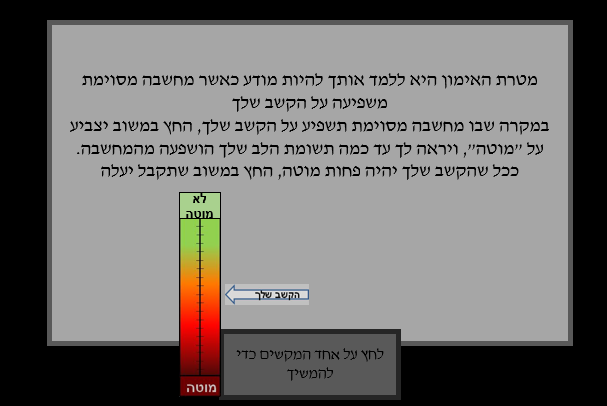 מטרת האימון היא ללמד אותך להיות מודע כאשר מחשבה מסוימת
משפיעה על הקשב שלך
במקרה שבו מחשבה מסוימת תשפיע על הקשב שלך, החץ במשוב יצביע
על "מוטה", ויראה לך עד כמה תשומת הלב שלך הושפעה מהמחשבה.
ככל שהקשב שלך יהיה פחות מוטה, החץ במשוב שתקבל יעלה
לא
מוטה
הקשב שלך
מוטה
לחץ על אחד המקשים כדי
להמשיך